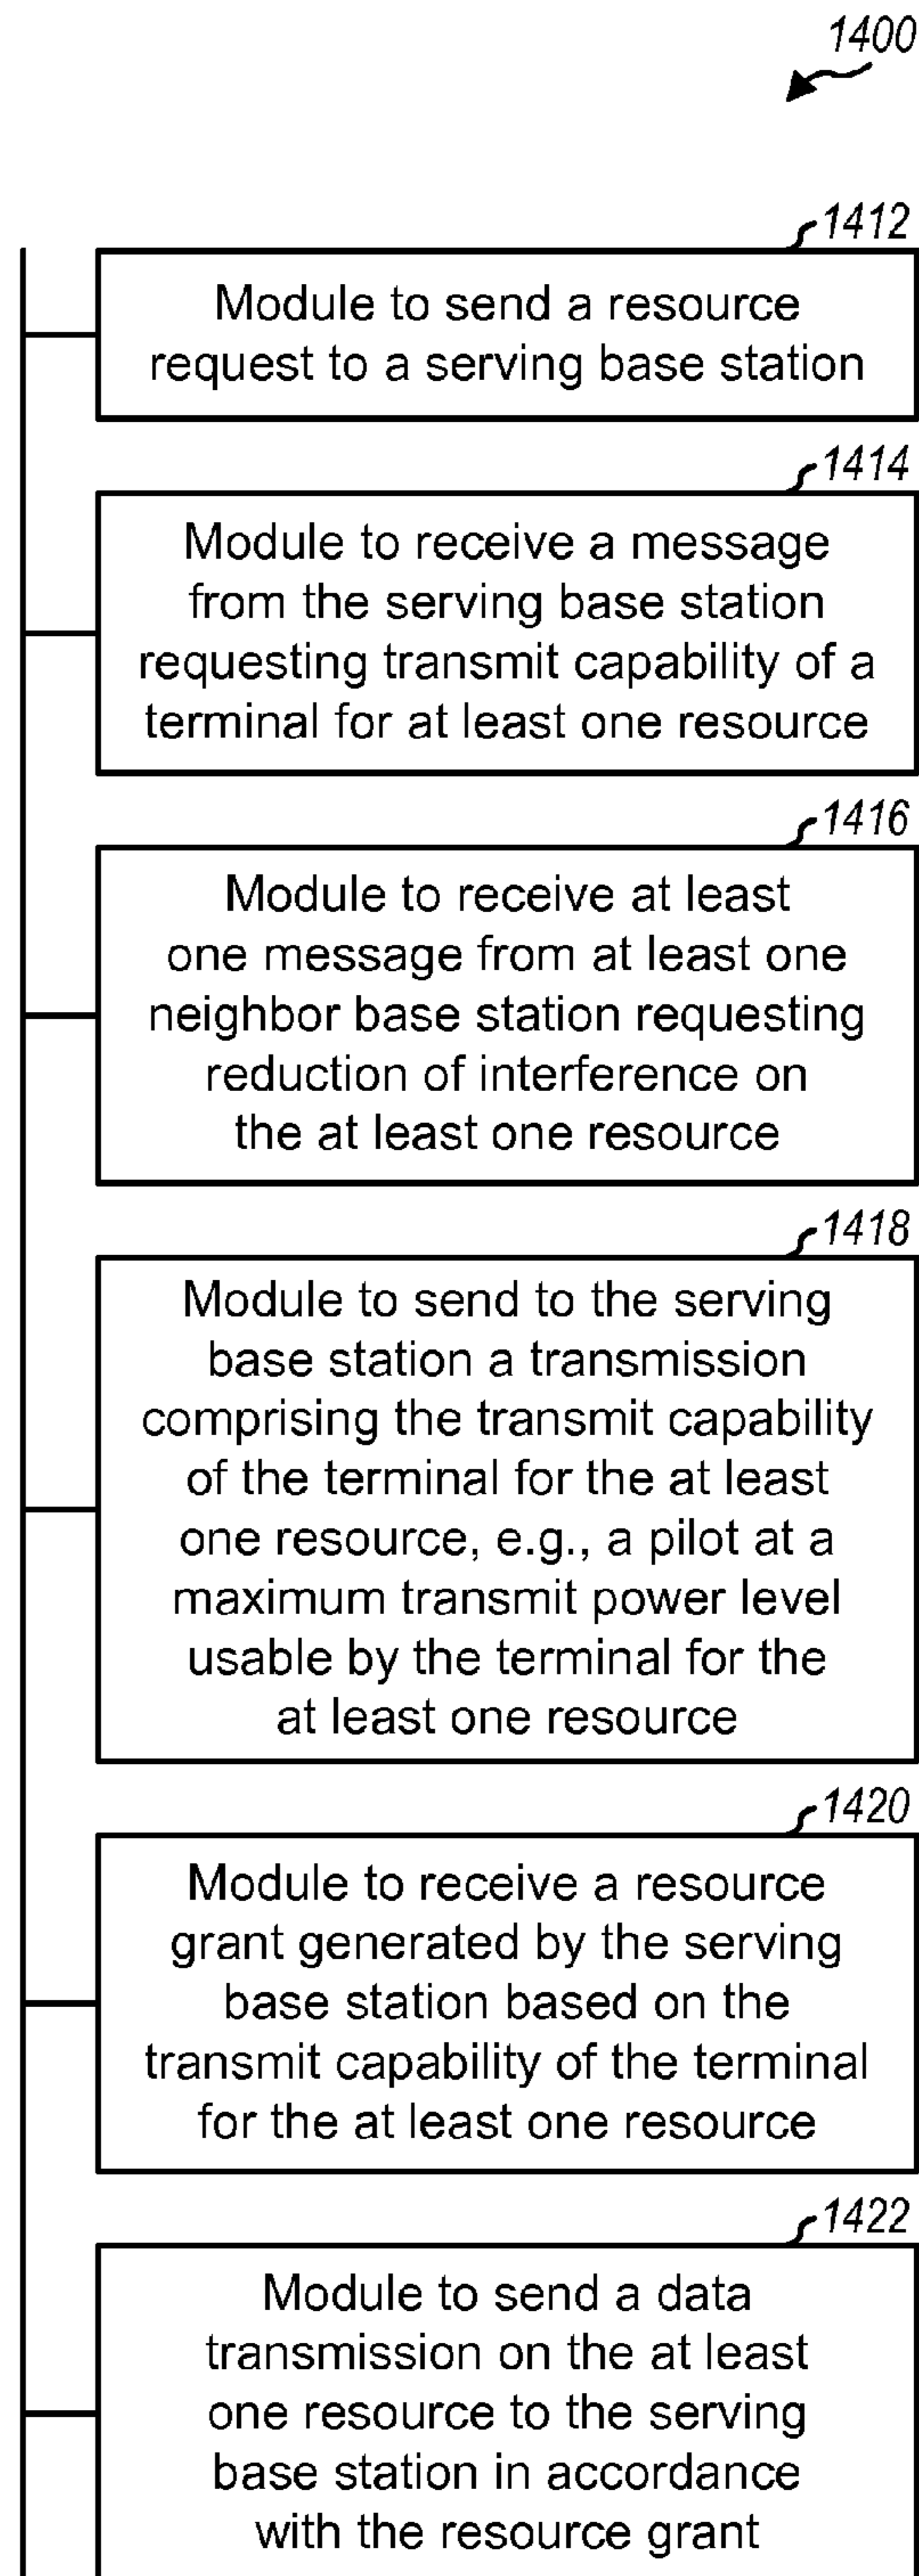 1400
1412
Module to send a resource
request to a serving base station
1414
Module to receive a message
from the serving base station
requesting transmit capability of a
terminal for at least one resource
1416
Module to receive at least
one message from at least one
neighbor base station requesting
reduction of interference on
the at least one resource
1418
Module to send to the serving
base station a transmission
comprising the transmit capability
of the terminal for the at least
one resource, e.g., a pilot at a
maximum transmit power level
usable by the terminal for the
at least one resource
1420
Module to receive a resource
grant generated by the serving
base station based on the
transmit capability of the terminal
for the at least one resource
1422
Module to send a data
transmission on the at least
one resource to the serving
base station in accordance
with the resource grant